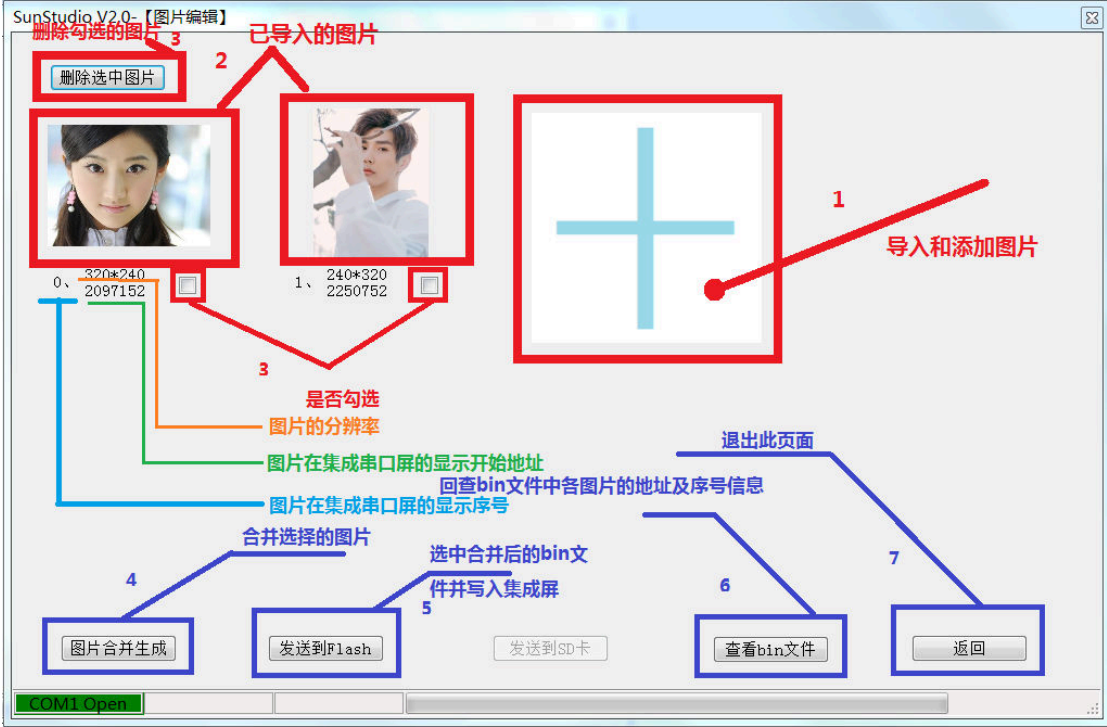 SunStudio V2.0-【图片编辑】
删除勾选的图片
3
已导入的图片
2
删除选中图片
1
导入和添加图片
0、
320*240
2097152
1、
240*320
2250752
3
是否勾选
图片的分辨率
图片在集成串口屏的显示开始地址
图片在集成串口屏的显示序号
退出此页面
回查bin文件中各图片的地址及序号信息
合并选择的图片
选中合并后的bin文
件并写入集成屏
4
5
6
7
图片合并生成
发送到Flash
发送到SD卡
查看bin文件
返回
COM1 Open